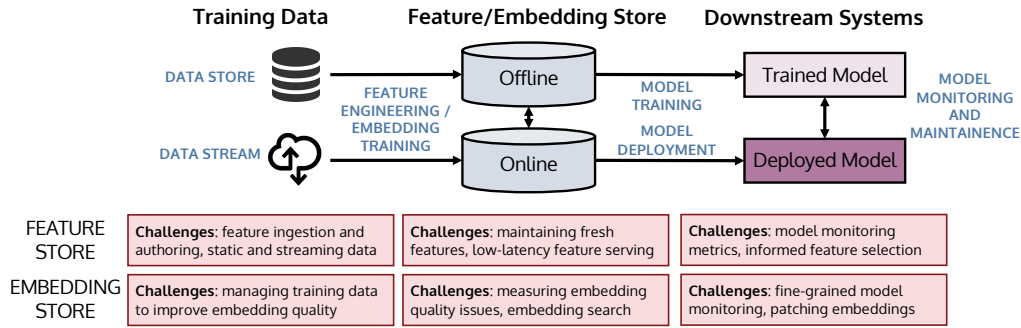 Training Data
Feature/Embedding Store
Downstream Systems
DATA STORE
FEATURE
ENGINEERING /
EMBEDDING
TRAINING
Offline
MODEL
TRAINING
Trained Model
MODEL
MONITORING
AND
MAINTAINENCE
DATA STREAM
Online
MODEL
DEPLOYMENT
Deployed Model
FEATURE
STORE
Challenges: feature ingestion and
authoring, static and streaming data
Challenges: maintaining fresh
features, low-latency feature serving
Challenges: model monitoring
metrics, informed feature selection
EMBEDDING
STORE
Challenges: managing training data
to improve embedding quality
Challenges: measuring embedding
quality issues, embedding search
Challenges: fine-grained model
monitoring, patching embeddings